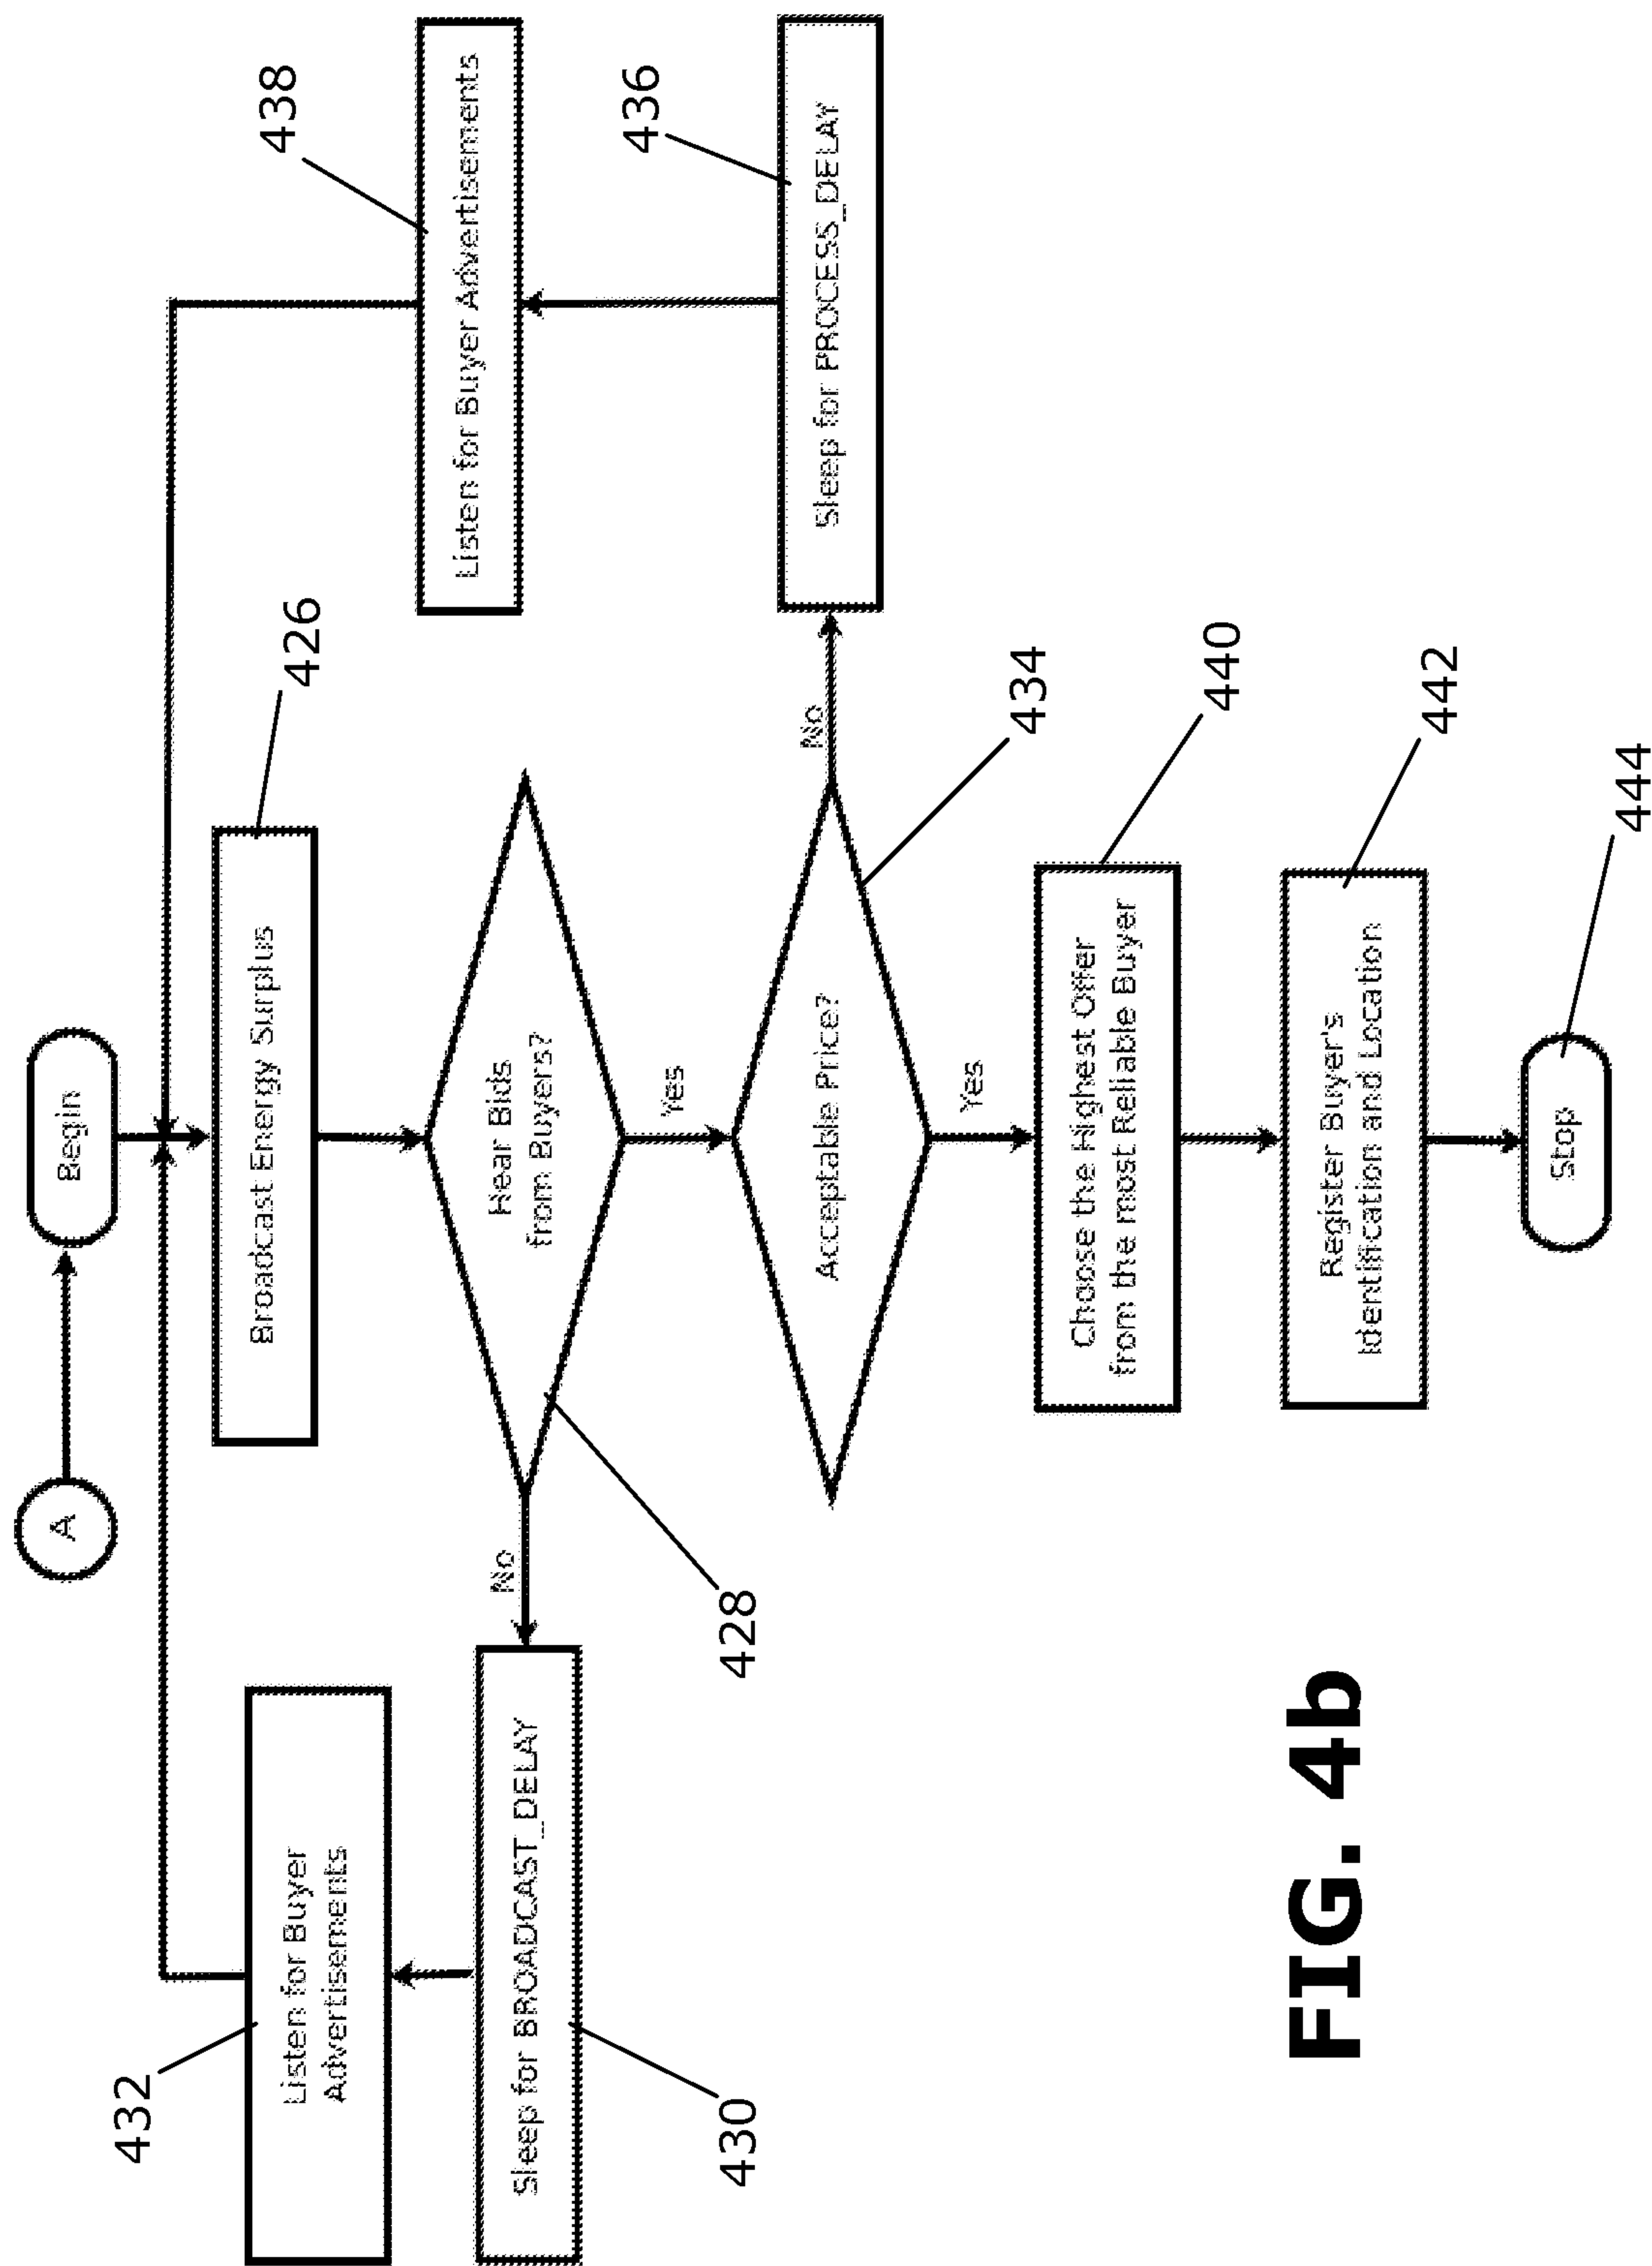 A
Begin
Broadcast Energy Surplus
426
Hear Bids
from Buyers?
428
No
Yes
Sleep for BROADCAST_DELAY
430
Listen for Buyer
Advertisements
432
Acceptable Price?
434
No
Yes
Sleep for PROCESS_DELAY
436
Listen for Buyer Advertisements
438
Choose the Highest Offer
from the most Reliable Buyer
440
Register Buyer's
Identification and Location
442
Stop
444
FIG. 4b